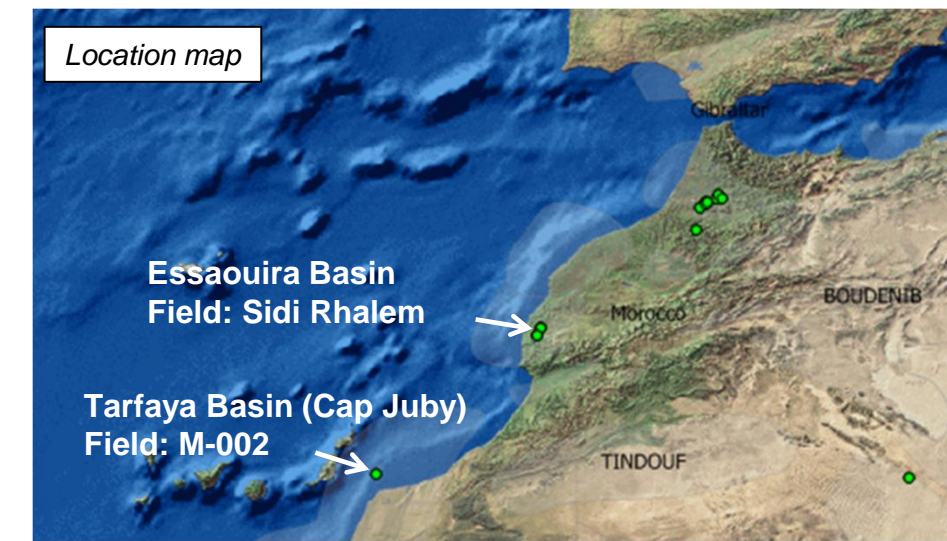 Location map
Gibraltar
Essaouira Basin
Field: Sidi Rhalem
Morocco
BOUDENIB
Tarfaya Basin (Cap Juby)
Field: M-002
TINDOUF